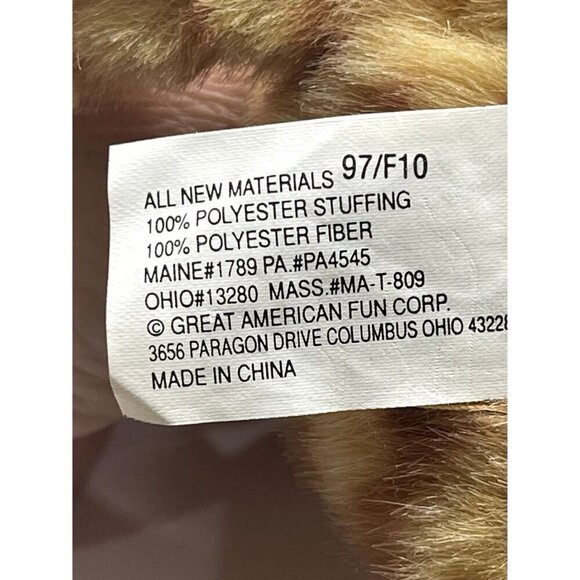 ALL NEW MATERIALS 97/F10
100% POLYESTER STUFFING
100% POLYESTER FIBER
MAINE#1789 PA.#PA4545
OHIO#13280 MASS.#MA-T-809
© GREAT AMERICAN FUN CORP.
3656 PARAGON DRIVE COLUMBUS OHIO 43228
MADE IN CHINA